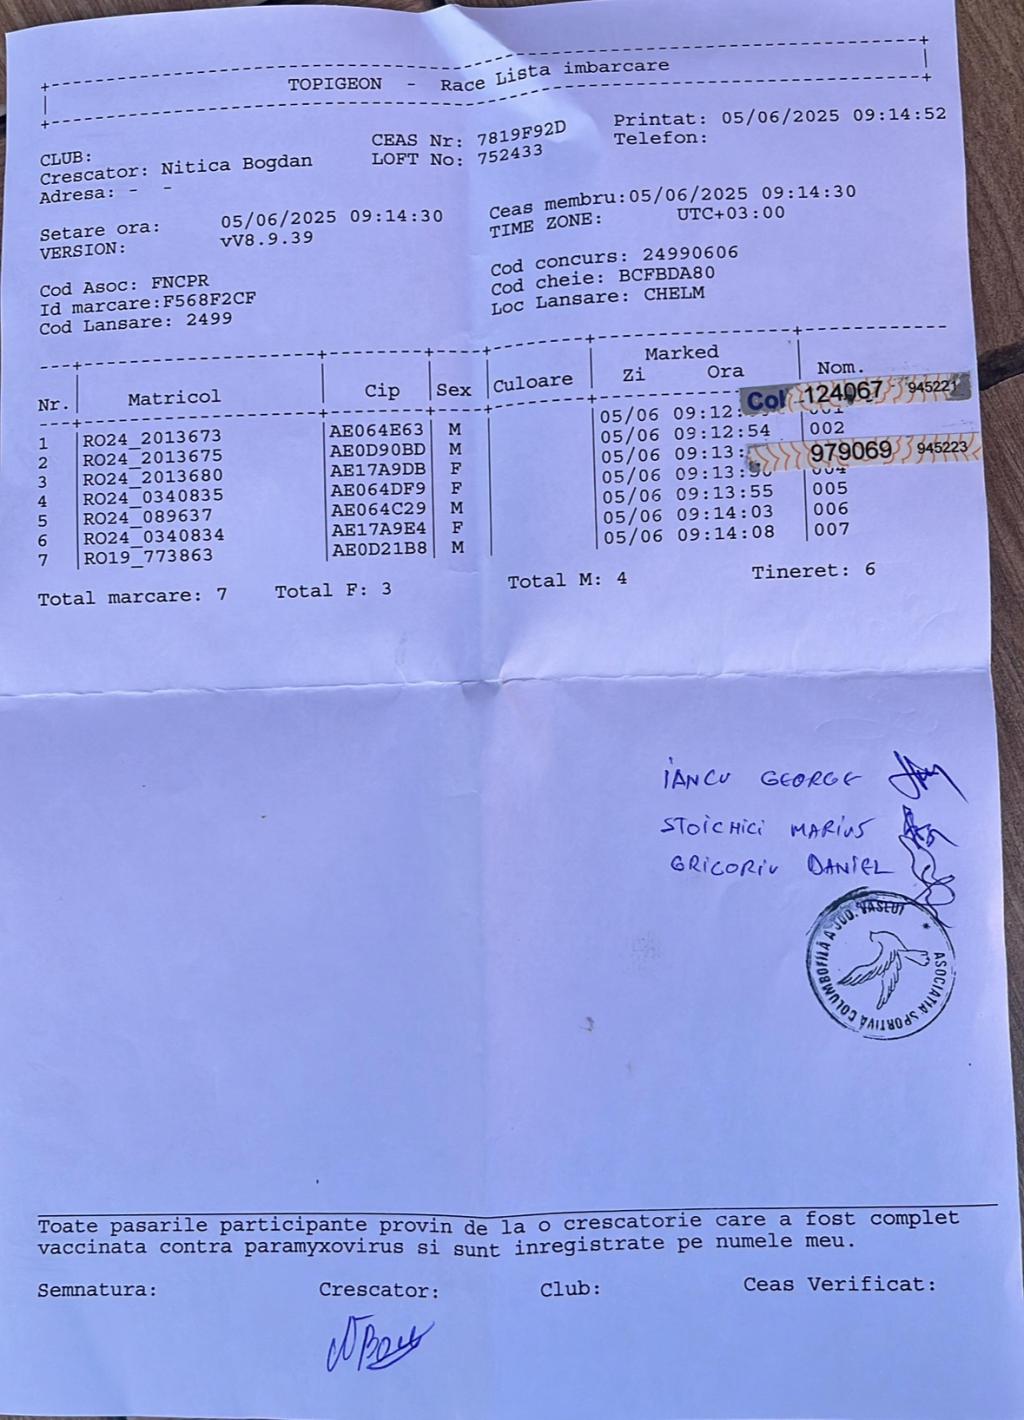 TOPIGEON - Race Lista imbarcare
CLUB: CEAS Nr: 7819F92D Printat: 05/06/2025 09:14:52
Crescator: Nitica Bogdan LOFT No: 752433 Telefon:
Adresa: - -
Setare ora: 05/06/2025 09:14:30 Ceas membru:05/06/2025 09:14:30
VERSION: vV8.9.39 TIME ZONE: UTC+03:00
Cod Asoc: FNCPR Cod concurs: 24990606
Id marcare:F568F2CF Cod cheie: BCFBDA80
Cod Lansare: 2499 Loc Lansare: CHELM
Marked
Nr. Matricol Cip Sex Culoare Zi Ora Nom.
Col 124067 945221
1 RO24_2013673 AE064E63 M 05/06 09:12:
2 RO24_2013675 AE0D90BD M 05/06 09:12:54 002
979069 945223
3 RO24_2013680 AE17A9DB F 05/06 09:13:
4 RO24_0340835 AE064DF9 F 05/06 09:13: 004
5 RO24_089637 AE064C29 M 05/06 09:13:55 005
6 RO24_0340834 AE17A9E4 F 05/06 09:14:03 006
7 RO19_773863 AE0D21B8 M 05/06 09:14:08 007
Total marcare: 7 Total F: 3 Total M: 4 Tineret: 6
IANCU GEORGE
STOICHICI MARIUS
GRIGORIU DANIEL
ASOCIATIA SPORTIVĂ COLUMBOFILĂ A JUD. VASLUI
Toate pasarile participante provin de la o crescatorie care a fost complet
vaccinata contra paramyxovirus si sunt inregistrate pe numele meu.
Semnatura: Crescator: Club: Ceas Verificat: